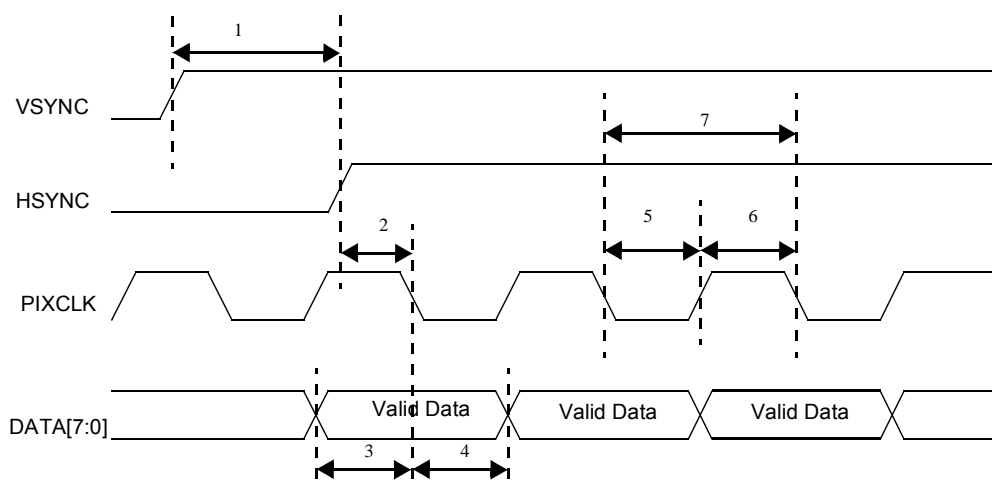 1
VSYNC
7
HSYNC
2
5
6
PIXCLK
Valid Data
Valid Data
Valid Data
DATA[7:0]
3
4